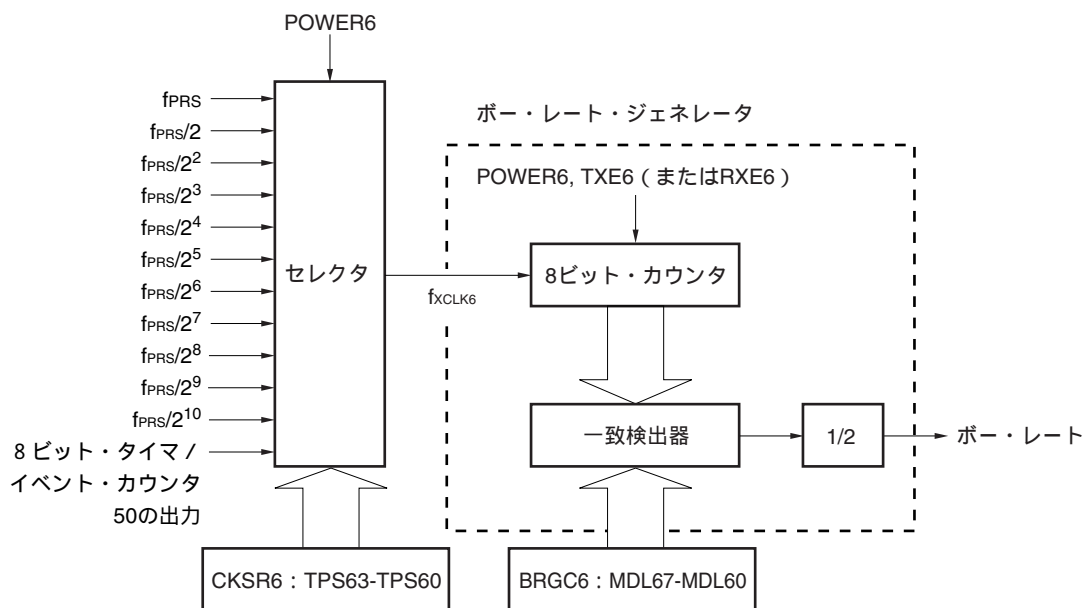 POWER6
fPRS
fPRS/2
fPRS/2²
fPRS/2³
fPRS/2⁴
fPRS/2⁵
fPRS/2⁶
fPRS/2⁷
fPRS/2⁸
fPRS/2⁹
fPRS/2¹⁰
8 ビット・タイマ /
イベント・カウンタ
50の出力
セレクタ
fXCLK6
CKSR6：TPS63-TPS60
ボー・レート・ジェネレータ
POWER6, TXE6（またはRXE6）
8ビット・カウンタ
一致検出器
1/2
ボー・レート
BRGC6：MDL67-MDL60